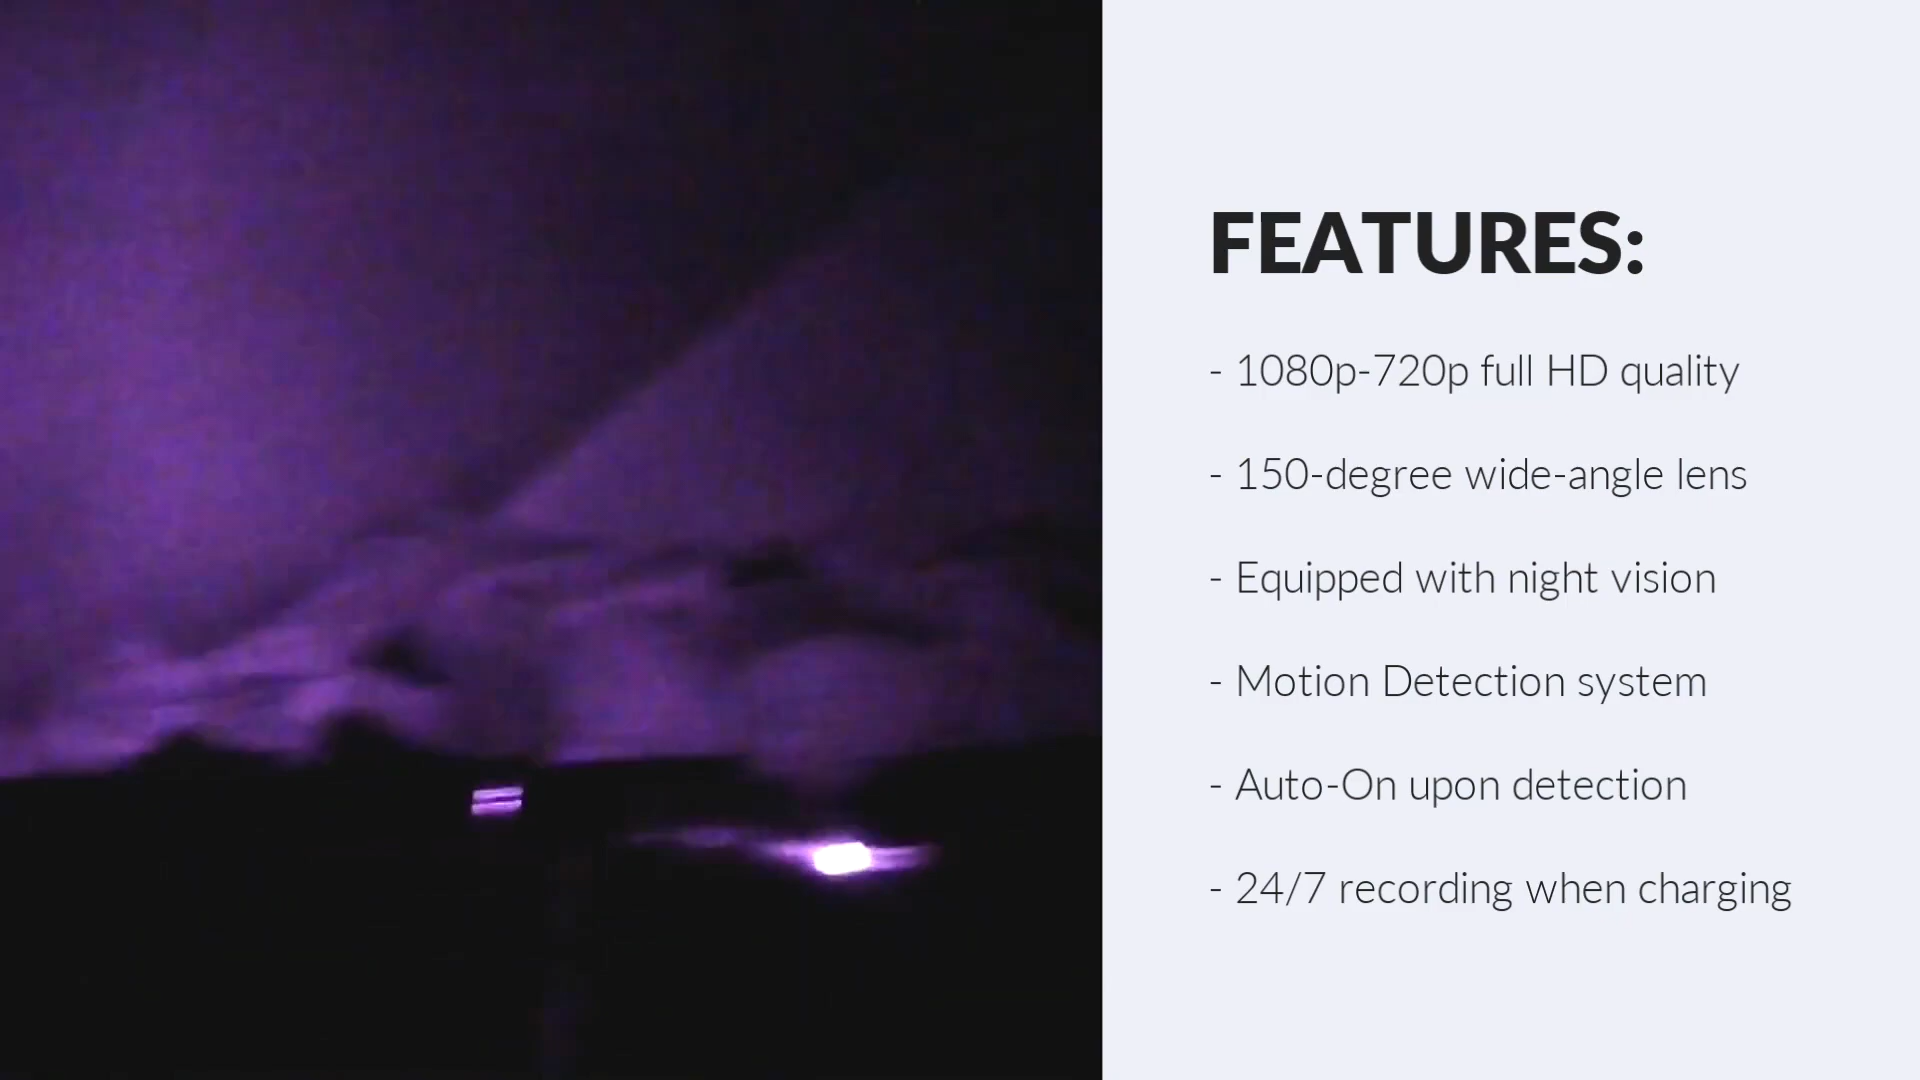 FEATURES:
- 1080p-720p full HD quality
- 150-degree wide-angle lens
- Equipped with night vision
- Motion Detection system
- Auto-On upon detection
- 24/7 recording when charging